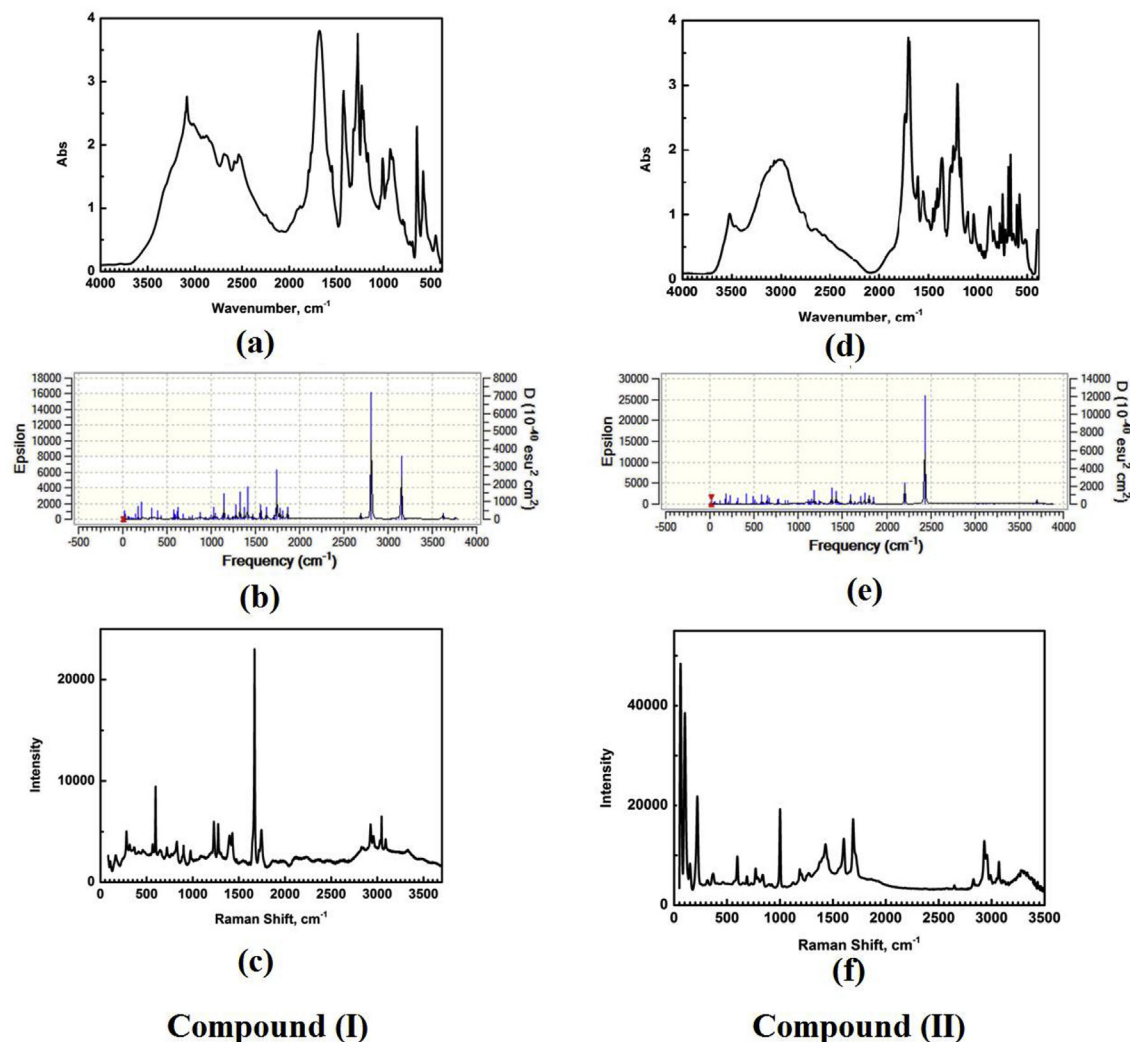 4
3
2
1
0
Abs
4000 3500 3000 2500 2000 1500 1000 500
Wavenumber, cm-1
(a)
4
3
2
1
0
Abs
4000 3500 3000 2500 2000 1500 1000 500
Wavenumber, cm-1
(d)
18000
16000
14000
12000
10000
8000
6000
4000
2000
0
Epsilon
8000
7000
6000
5000
4000
3000
2000
1000
0
D (10-40 esu2 cm2)
-500 0 500 1000 1500 2000 2500 3000 3500 4000
Frequency (cm-1)
(b)
30000
25000
20000
15000
10000
5000
0
Epsilon
14000
12000
10000
8000
6000
4000
2000
0
D (10-40 esu2 cm2)
-500 0 500 1000 1500 2000 2500 3000 3500 4000
Frequency (cm-1)
(e)
20000
10000
0
Intensity
0 500 1000 1500 2000 2500 3000 3500
Raman Shift, cm-1
(c)
40000
20000
0
Intensity
0 500 1000 1500 2000 2500 3000 3500
Raman Shift, cm-1
(f)
Compound (I)
Compound (II)